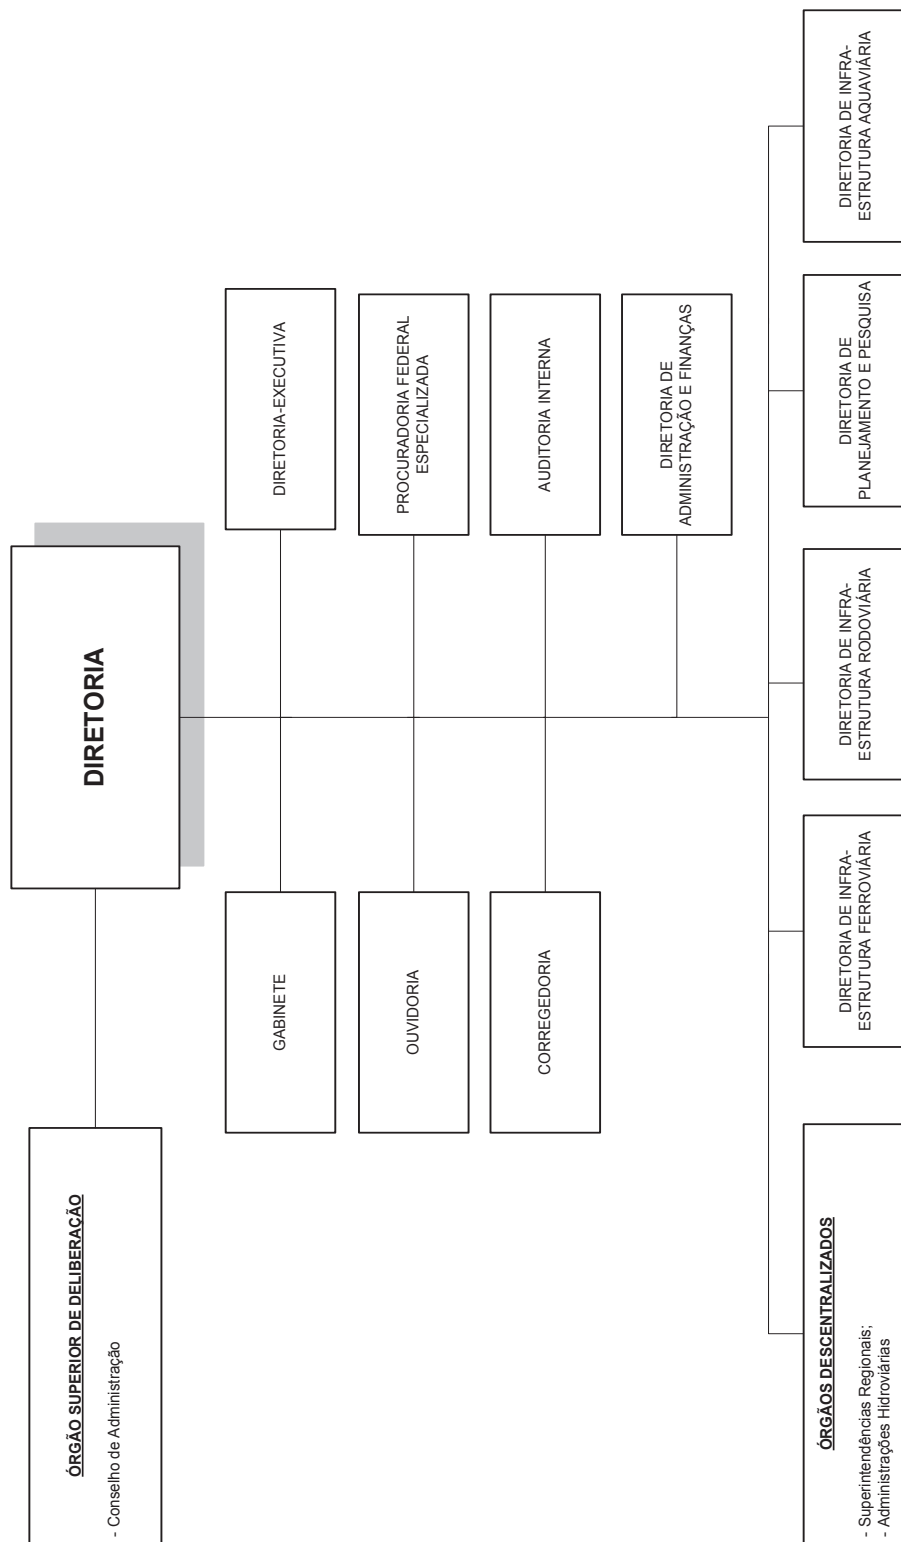 ÓRGÃO SUPERIOR DE DELIBERAÇÃO
- Conselho de Administração
DIRETORIA
GABINETE
DIRETORIA-EXECUTIVA
OUVIDORIA
PROCURADORIA FEDERAL
ESPECIALIZADA
CORREGEDORIA
AUDITORIA INTERNA
DIRETORIA DE
ADMINISTRAÇÃO E FINANÇAS
ÓRGÃOS DESCENTRALIZADOS
- Superintendências Regionais;
- Administrações Hidroviárias
DIRETORIA DE INFRA-
ESTRUTURA FERROVIÁRIA
DIRETORIA DE INFRA-
ESTRUTURA RODOVIÁRIA
DIRETORIA DE
PLANEJAMENTO E PESQUISA
DIRETORIA DE INFRA-
ESTRUTURA AQUAVIÁRIA